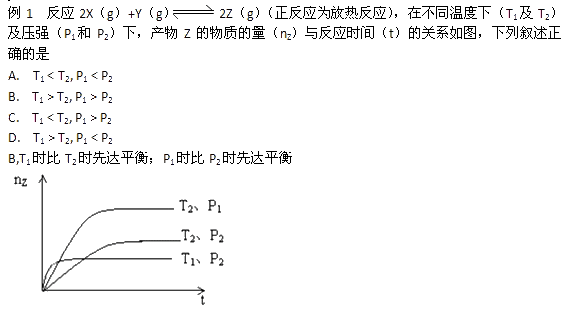 例 1　反应 2X（g）+Y（g）⇌2Z（g）(正反应为放热反应)，在不同温度下（T₁及 T₂）
及压强（P₁和 P₂）下，产物 Z 的物质的量（n₂）与反应时间（t）的关系如图，下列叙述正
确的是
A. T₁ < T₂, P₁ < P₂
B. T₁ > T₂, P₁ > P₂
C. T₁ < T₂, P₁ > P₂
D. T₁ > T₂, P₁ < P₂
B,T₁时比 T₂时先达平衡；P₁时比 P₂时先达平衡
nz
T₂、P₁
T₂、P₂
T₁、P₂
t